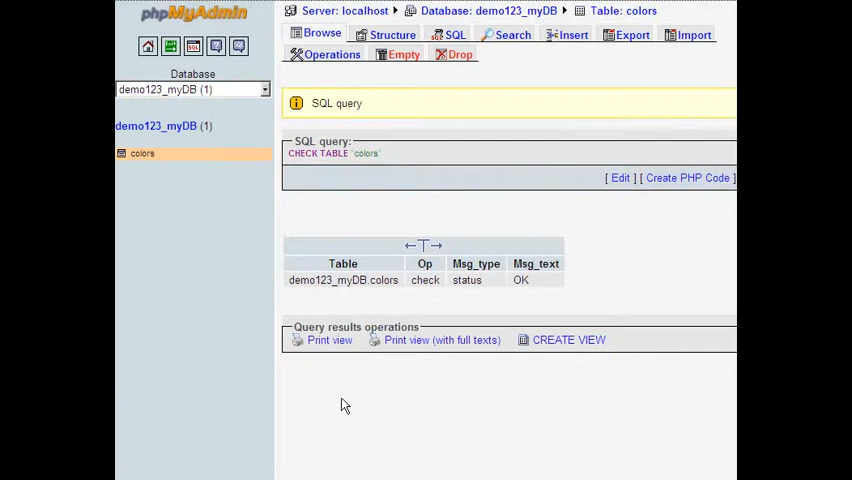 phpMyAdmin
Database
demo123_myDB (1)
demo123_myDB (1)
colors
Server: localhost
Database: demo123_myDB
Table: colors
Browse
Structure
SQL
Search
Insert
Export
Import
Operations
Empty
Drop
SQL query
SQL query:
CHECK TABLE `colors`
[ Edit ] [ Create PHP Code ]
←T→
Table Op Msg_type Msg_text
demo123_myDB.colors check status OK
Query results operations
Print view Print view (with full texts) CREATE VIEW